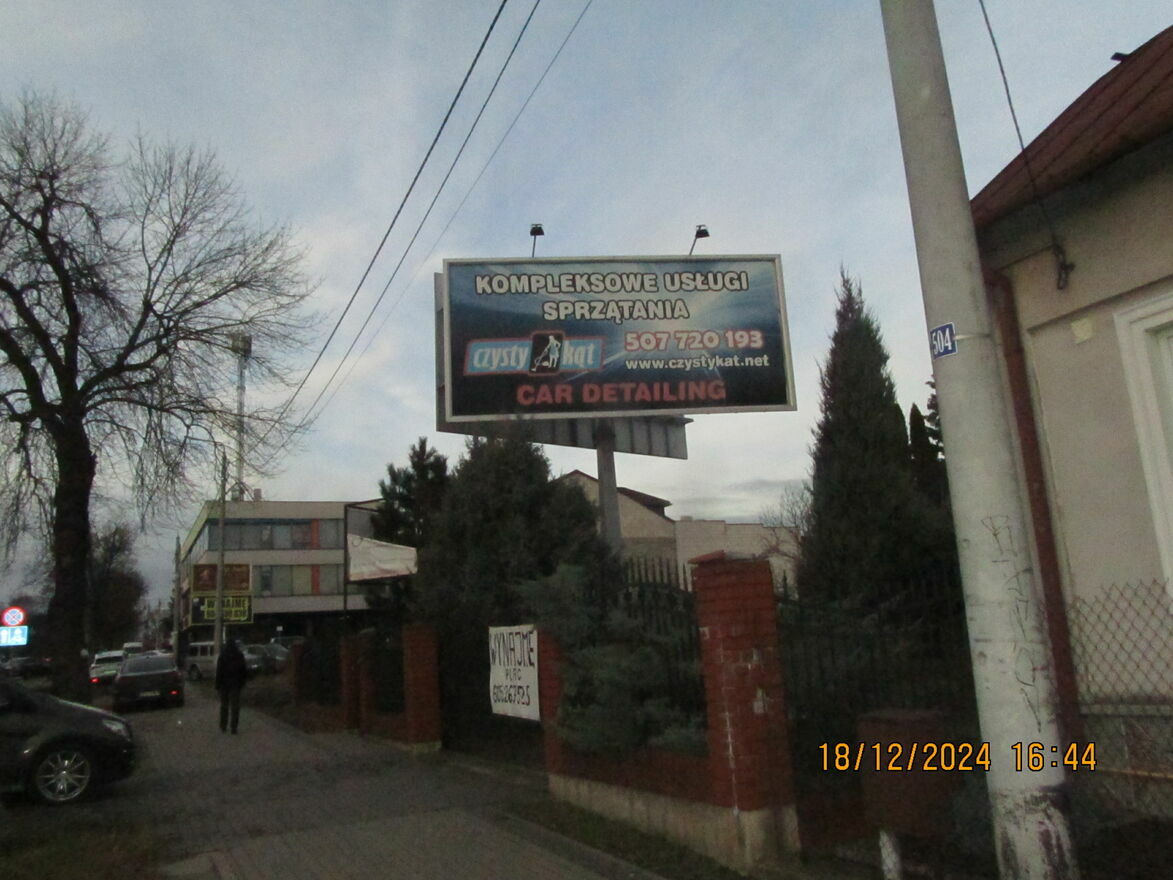 KOMPLEKSOWE USŁUGI
SPRZĄTANIA
czysty kąt
507 720 193
www.czystykat.net
CAR DETAILING
504
WYNAJMĘ
WYNAJMĘ
PLAC
18/12/2024 16:44